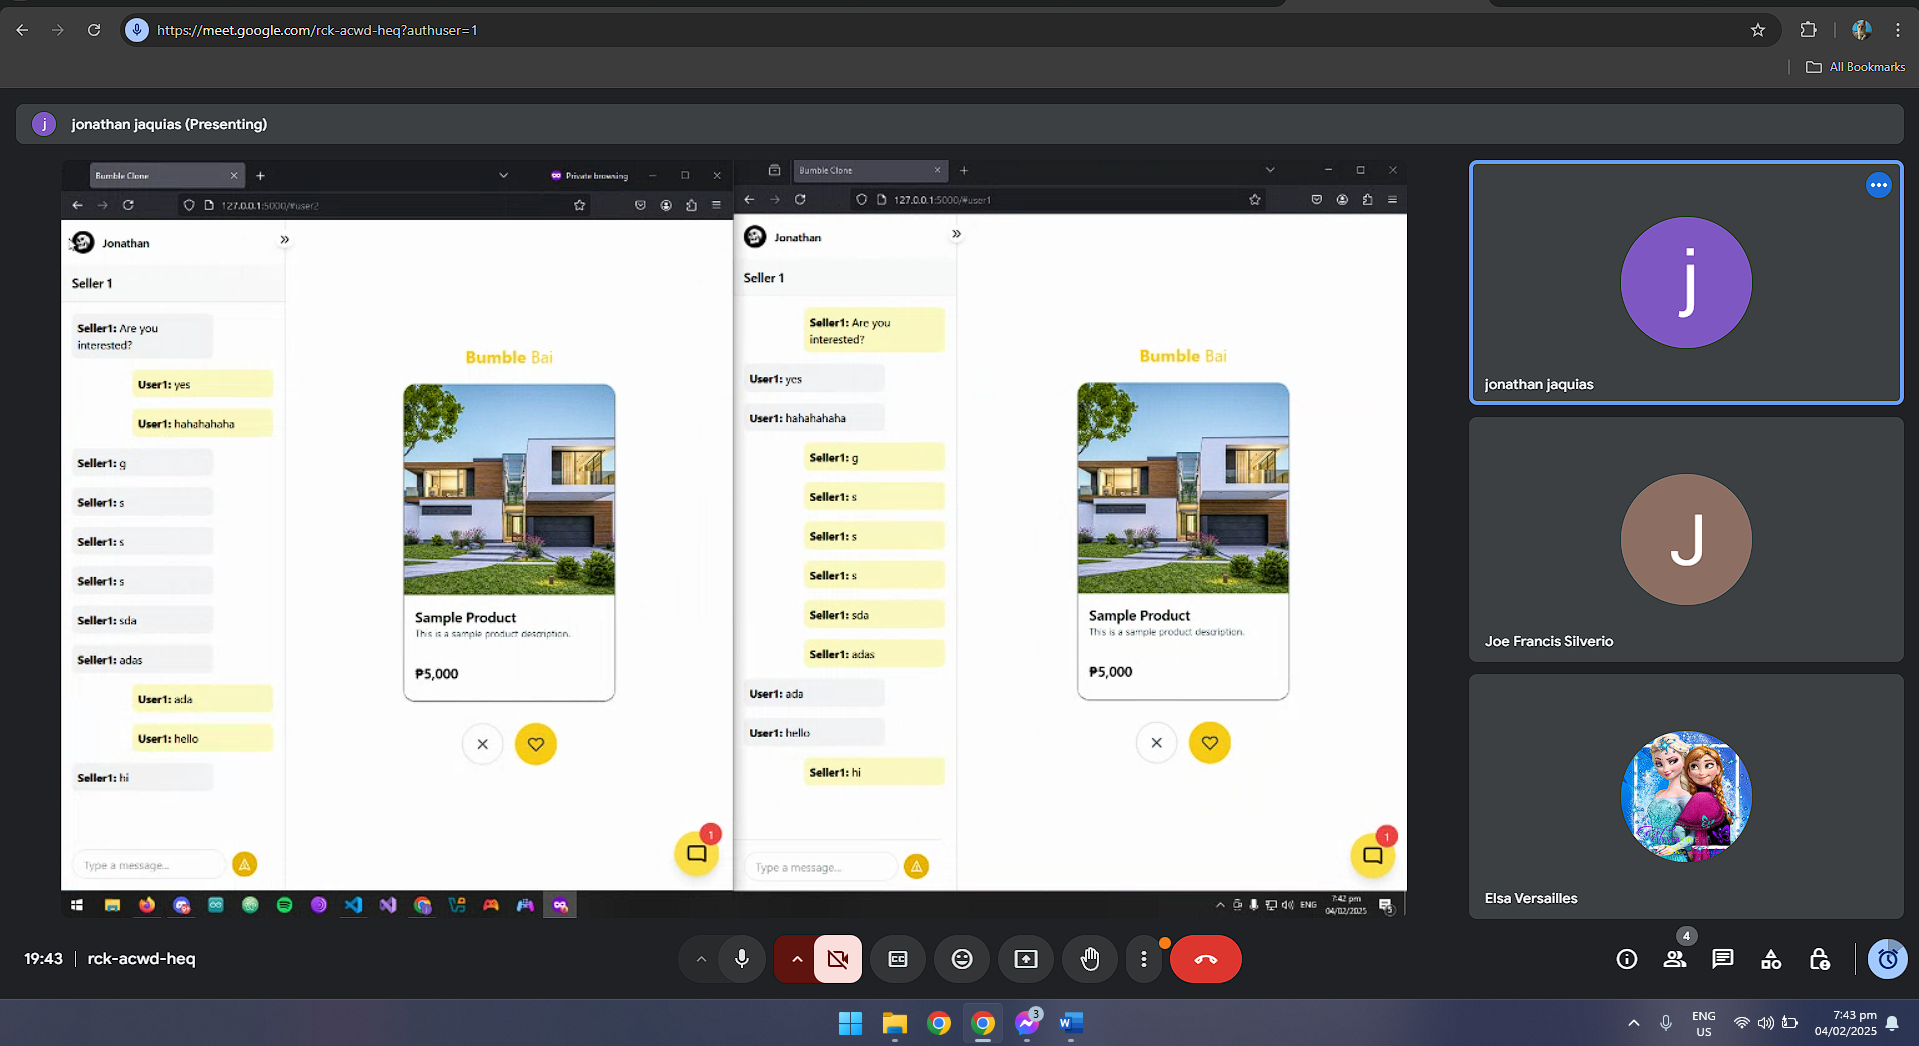 https://meet.google.com/rck-acwd-heq?authuser=1
All Bookmarks
j
jonathan jaquias (Presenting)
Bumble Clone
Private browsing
127.0.0.1:5000/#user2
Jonathan
Seller 1
Seller1: Are you
interested?
User1: yes
User1: hahahahaha
Seller1: g
Seller1: s
Seller1: s
Seller1: s
Seller1: sda
Seller1: adas
User1: ada
User1: hello
Seller1: hi
Type a message...
Bumble Bai
Sample Product
This is a sample product description.
₱5,000
1
Bumble Clone
127.0.0.1:5000/#user1
Jonathan
Seller 1
Seller1: Are you
interested?
User1: yes
User1: hahahahaha
Seller1: g
Seller1: s
Seller1: s
Seller1: s
Seller1: sda
Seller1: adas
User1: ada
User1: hello
Seller1: hi
Type a message...
Bumble Bai
Sample Product
This is a sample product description.
₱5,000
1
ENG
7:42 pm
04/02/2025
5
j
jonathan jaquias
J
Joe Francis Silverio
Elsa Versailles
19:43
rck-acwd-heq
4
3
ENG
US
7:43 pm
04/02/2025